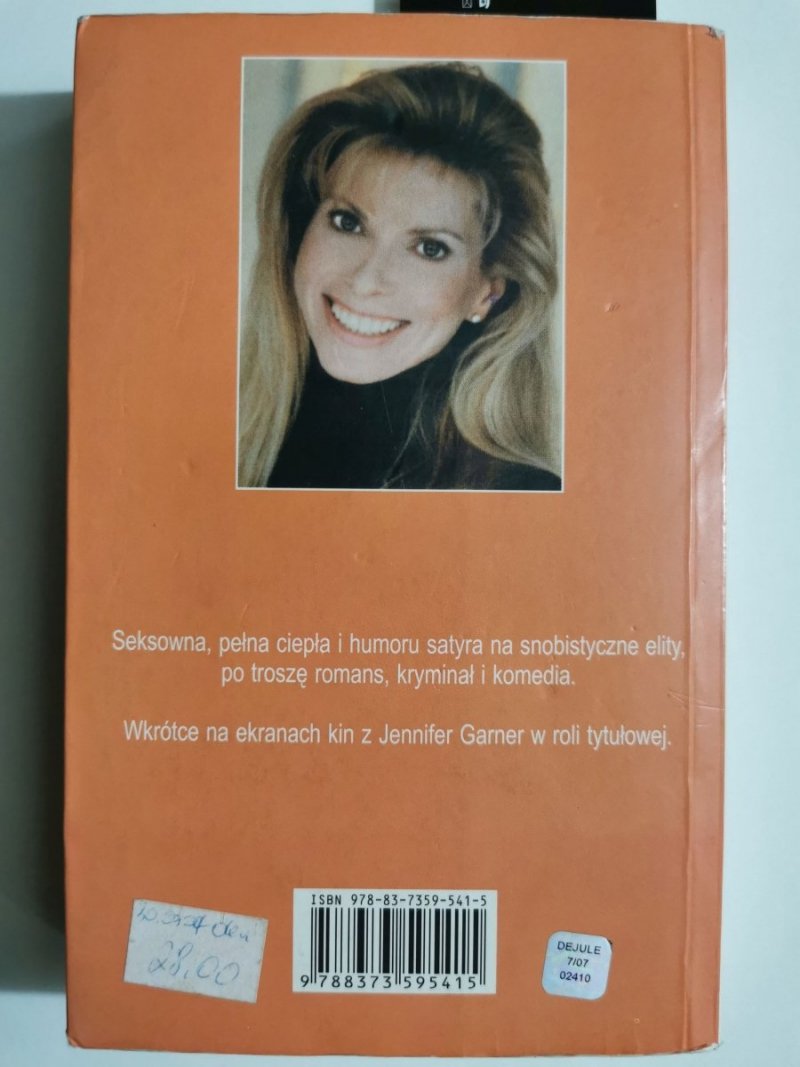 Seksowna, pełna ciepła i humoru satyra na snobistyczne elity,
po troszę romans, kryminał i komedia.
Wkrótce na ekranach kin z Jennifer Garner w roli tytułowej.
ISBN 978-83-7359-541-5
9 788373 595415
28,00
DEJULE
7/07
02410